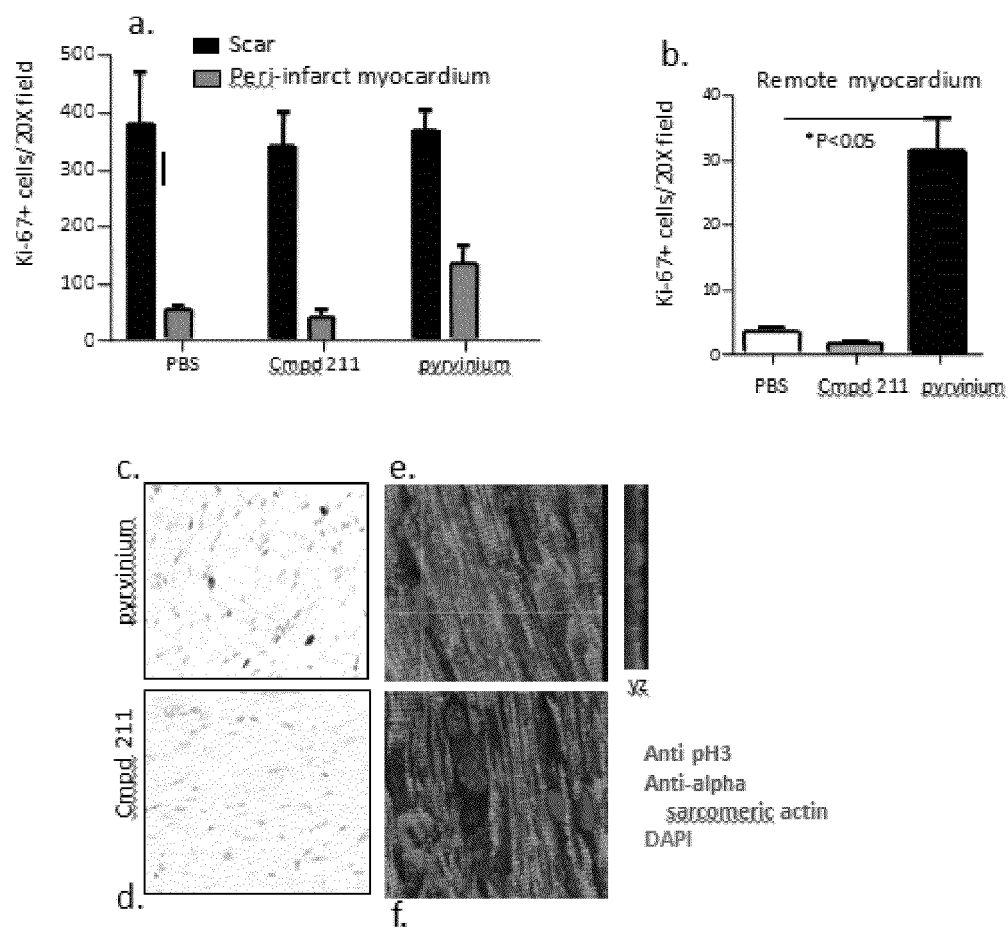 a.
Scar
Peri-infarct myocardium
Ki-67+ cells/20X field
500
400
300
200
100
0
PBS
Cmpd 211
pyrvinium
b.
Remote myocardium
Ki-67+ cells/20X field
40
30
20
10
0
*P<0.05
PBS
Cmpd 211
pyrvinium
c.
pyrvinium
e.
yz
Cmpd 211
d.
f.
Anti pH3
Anti-alpha
sarcomeric actin
DAPI